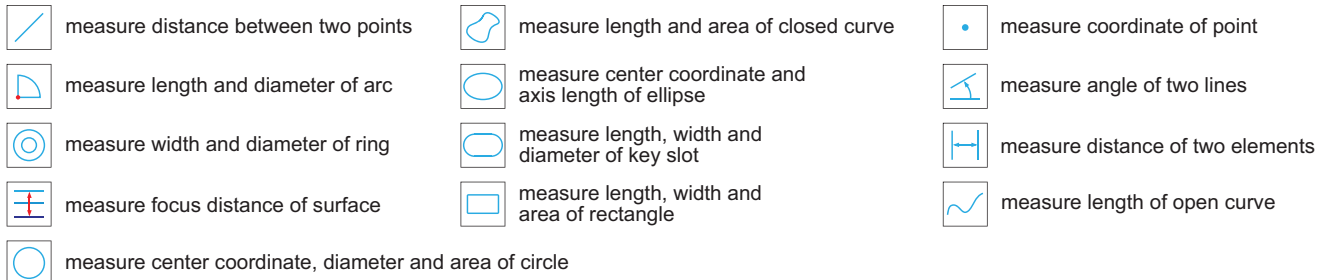 measure distance between two points
measure length and area of closed curve
measure coordinate of point
measure length and diameter of arc
measure center coordinate and
axis length of ellipse
measure angle of two lines
measure width and diameter of ring
measure length, width and
diameter of key slot
measure distance of two elements
measure focus distance of surface
measure length, width and
area of rectangle
measure length of open curve
measure center coordinate, diameter and area of circle